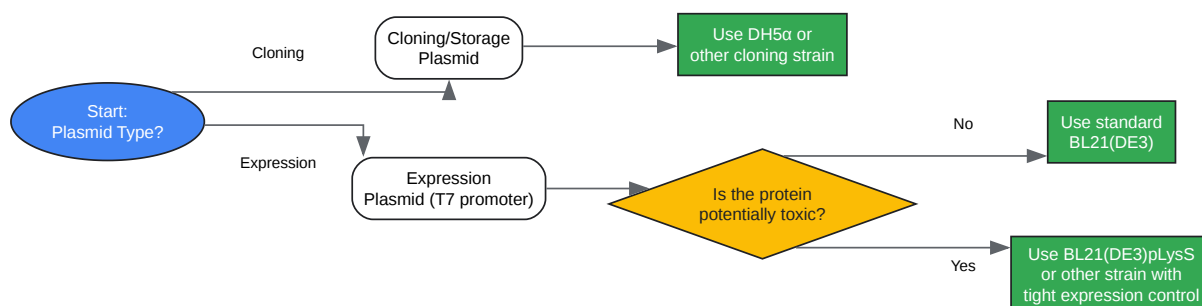 Start:
Plasmid Type?
Cloning
Cloning/Storage
Plasmid
Use DH5α or
other cloning strain
Expression
Expression
Plasmid (T7 promoter)
Is the protein
potentially toxic?
No
Use standard
BL21(DE3)
Yes
Use BL21(DE3)pLysS
or other strain with
tight expression control